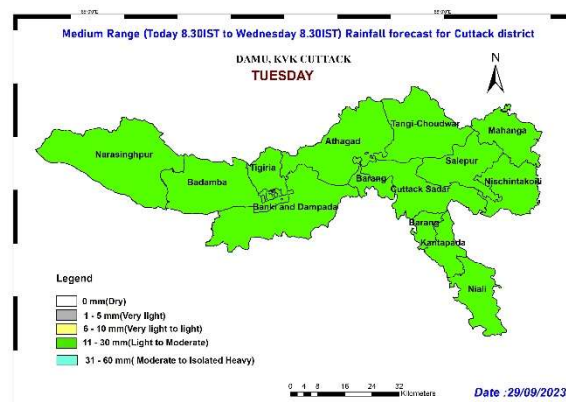 Medium Range (Today 8.30IST to Wednesday 8.30IST) Rainfall forecast for Cuttack district
DAMU, KVK CUTTACK
TUESDAY
N
Tangi-Choudwar
Mahanga
Athagad
Narasinghpur
Salepur
Tigiria
Badamba
Barang
Nischintakoili
Cuttack Sadar
Banki and Dampada
Barang
Kantapada
Niali
Legend
0 mm(Dry)
1 - 5 mm(Very light)
6 - 10 mm(Very light to light)
11 - 30 mm(Light to Moderate)
31 - 60 mm( Moderate to Isolated Heavy)
0 4 8 16 24 32
Kilometers
Date :29/09/2023